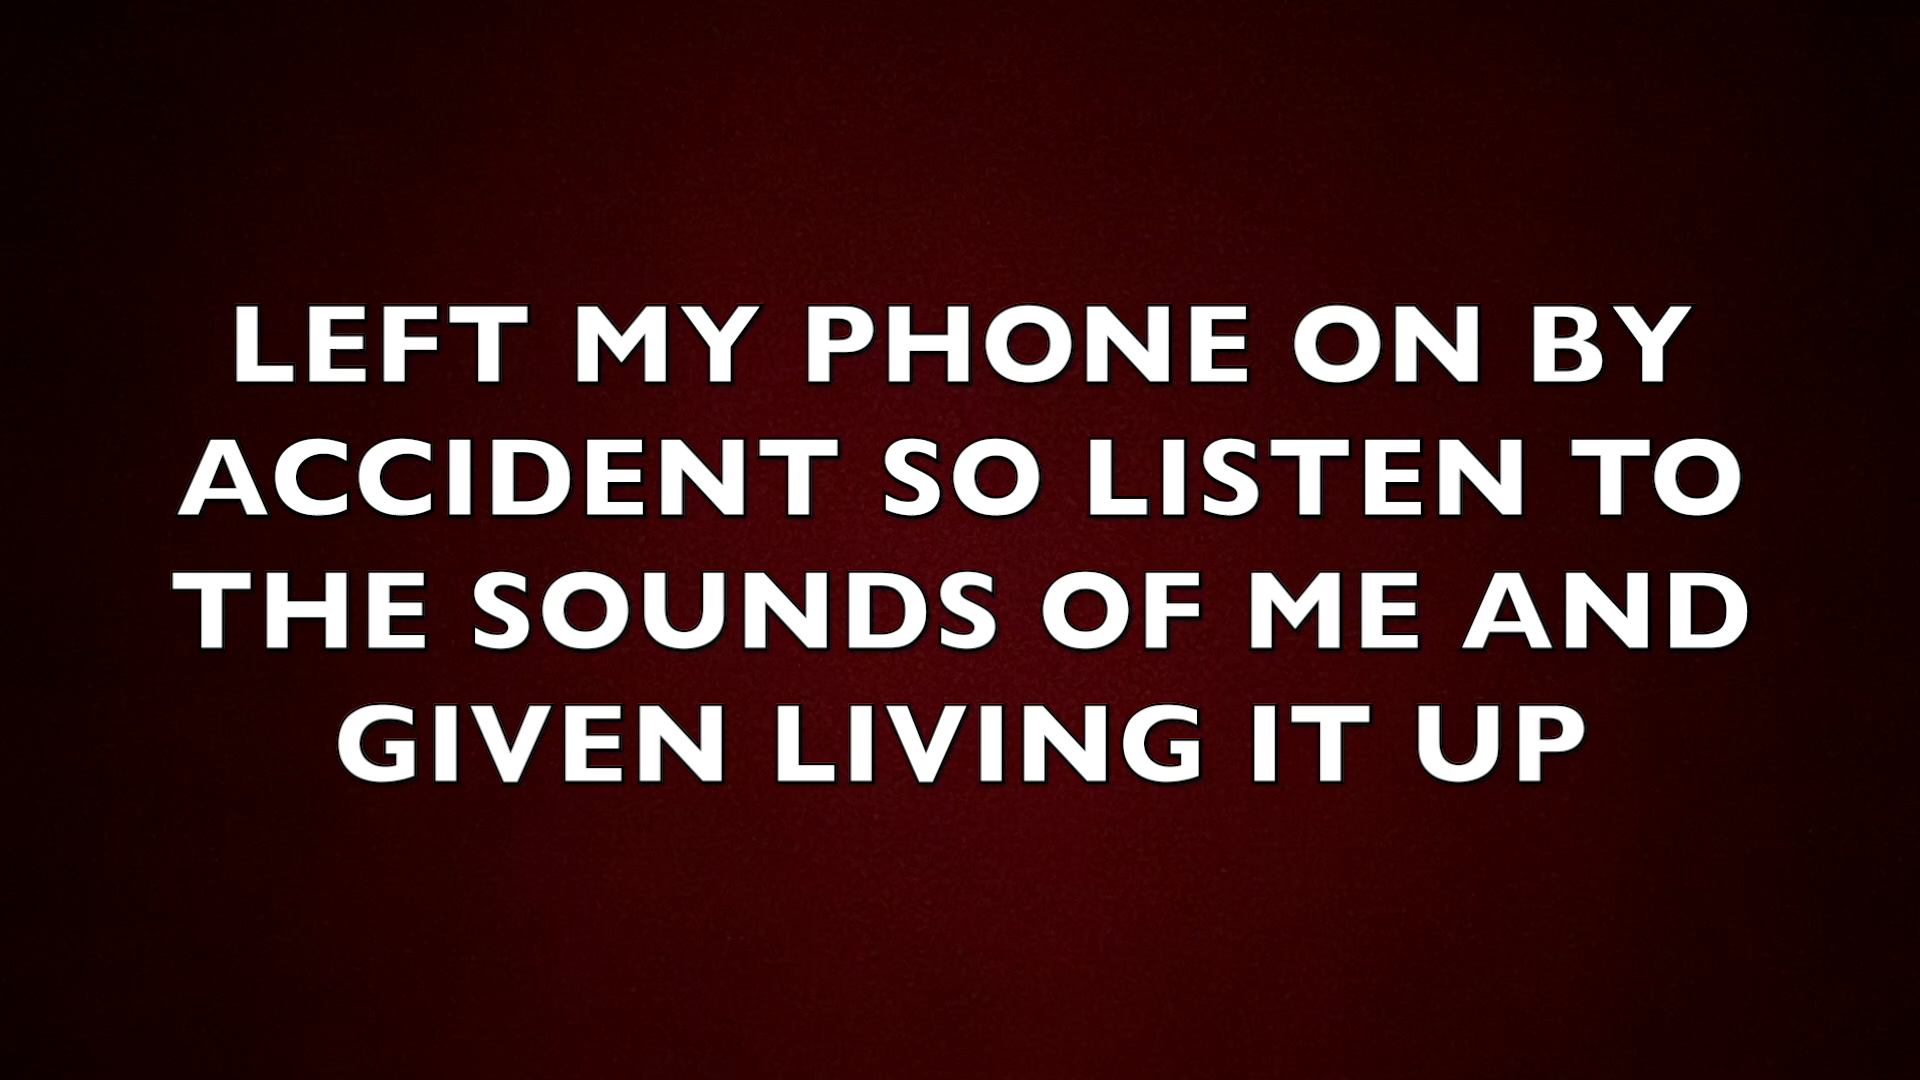 LEFT MY PHONE ON BY
ACCIDENT SO LISTEN TO
THE SOUNDS OF ME AND
GIVEN LIVING IT UP